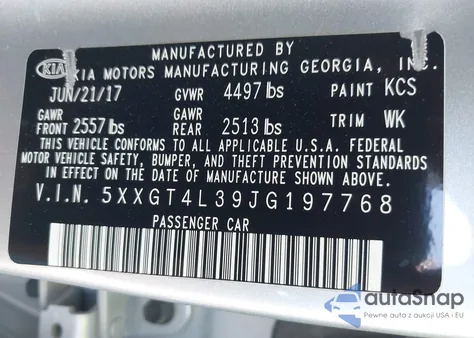 MANUFACTURED BY
KIA KIA MOTORS MANUFACTURING GEORGIA, INC.
JUN/21/17 GVWR 4497 lbs PAINT KCS
GAWR GAWR
FRONT 2557 lbs REAR 2513 lbs TRIM WK
THIS VEHICLE CONFORMS TO ALL APPLICABLE U.S.A. FEDERAL
MOTOR VEHICLE SAFETY, BUMPER, AND THEFT PREVENTION STANDARDS
IN EFFECT ON THE DATE OF MANUFACTURE SHOWN ABOVE.
V.I.N. 5XXGT4L39JG197768
PASSENGER CAR
autoSnap
Pewne auta z aukcji USA i EU